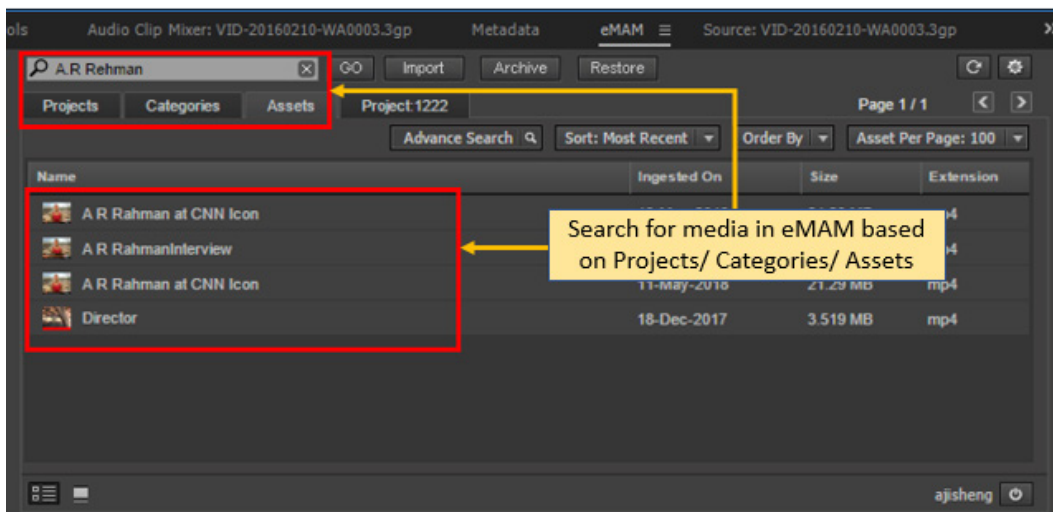 ols Audio Clip Mixer: VID-20160210-WA0003.3gp Metadata eMAM Source: VID-20160210-WA0003.3gp
A.R Rehman GO Import Archive Restore
Projects Categories Assets Project:1222 Page 1 / 1
Advance Search Sort: Most Recent Order By Asset Per Page: 100
Name Ingested On Size Extension
A R Rahman at CNN Icon
A R RahmanInterview
Search for media in eMAM based
on Projects/ Categories/ Assets
A R Rahman at CNN Icon 11-May-2018 21.29 MB mp4
Director 18-Dec-2017 3.519 MB mp4
ajisheng